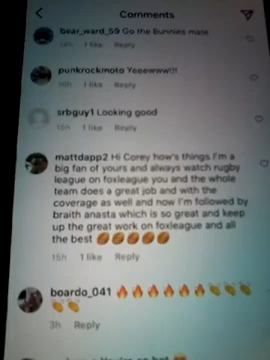 Comments
bear_ward_59 Go the Bunnies mate
1 like Reply
punkrockmoto Yeeewww!!!
1 like Reply
srbguy1 Looking good
15h 1 like Reply
mattdapp2 Hi Corey how's things I'm a
big fan of yours and always watch rugby
league on foxleague you and the whole
team does a great job and with the
coverage as well and now I'm followed by
braith anasta which is so great and keep
up the great work on foxleague and all
the best 🏉🏉🏉🏉🏉
15h 1 like Reply
boardo_041 🔥🔥🔥🔥🔥🔥👏👏👏
👏👏
3h Reply